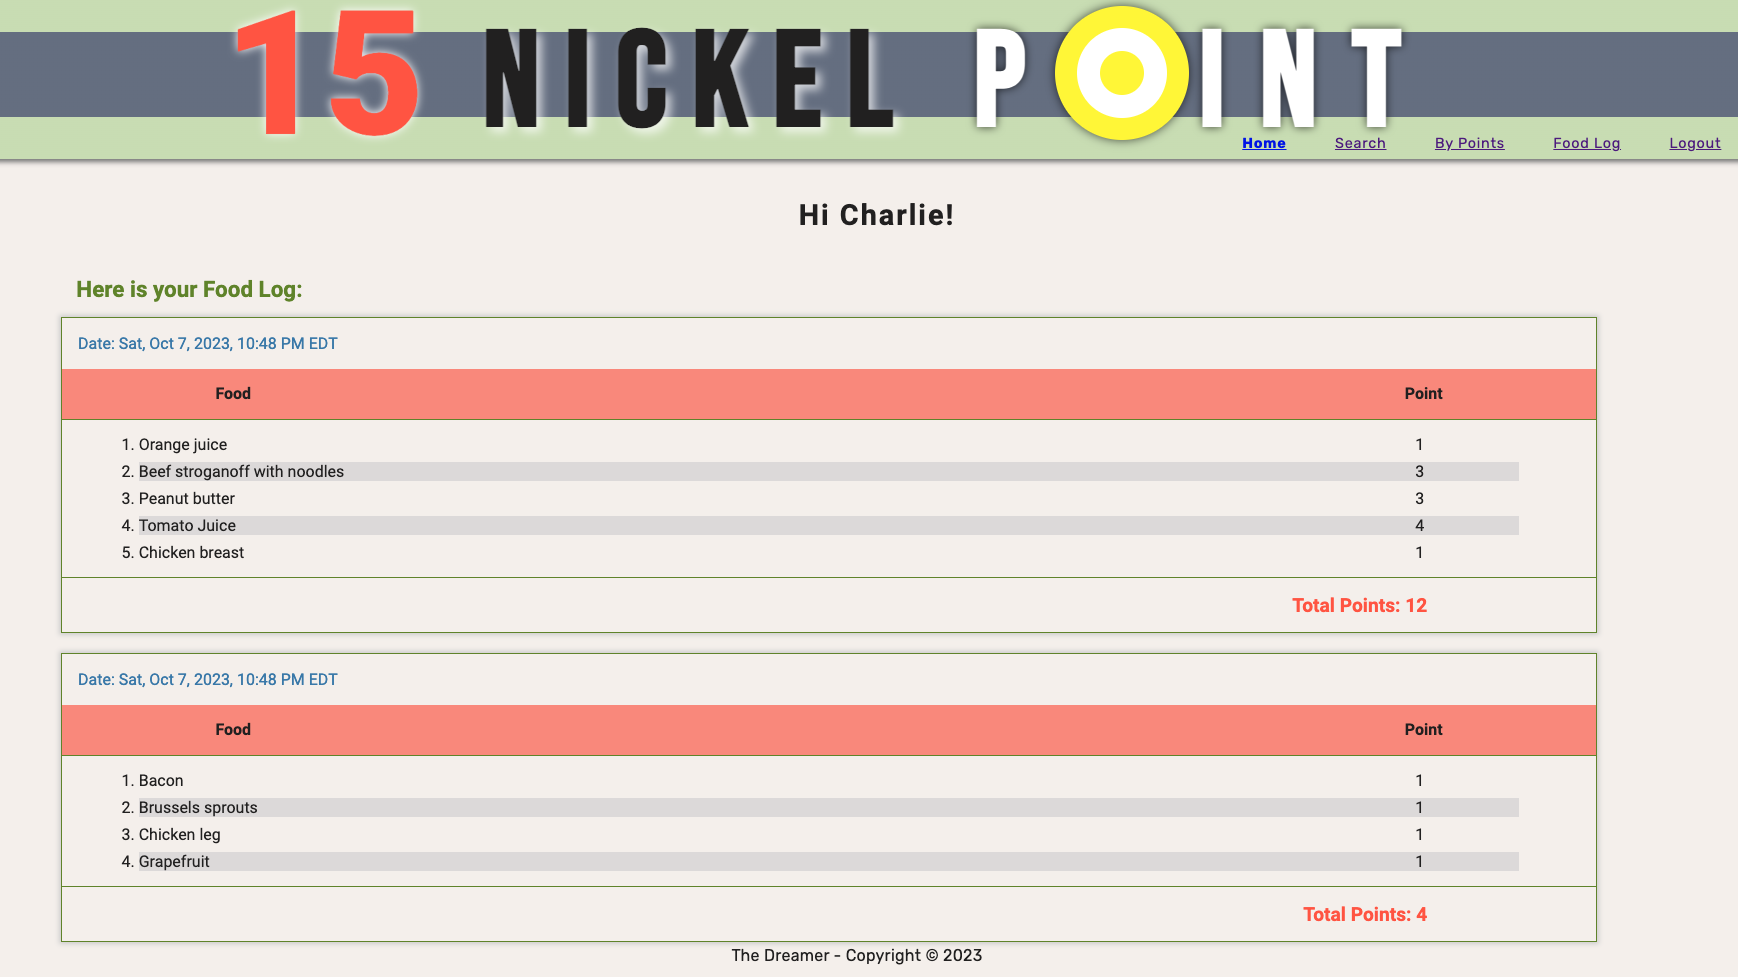 15 NICKEL POINT
Home Search By Points Food Log Logout
Hi Charlie!
Here is your Food Log:
Date: Sat, Oct 7, 2023, 10:48 PM EDT
Food Point
1. Orange juice 1
2. Beef stroganoff with noodles 3
3. Peanut butter 3
4. Tomato Juice 4
5. Chicken breast 1
Total Points: 12
Date: Sat, Oct 7, 2023, 10:48 PM EDT
Food Point
1. Bacon 1
2. Brussels sprouts 1
3. Chicken leg 1
4. Grapefruit 1
Total Points: 4
The Dreamer - Copyright © 2023